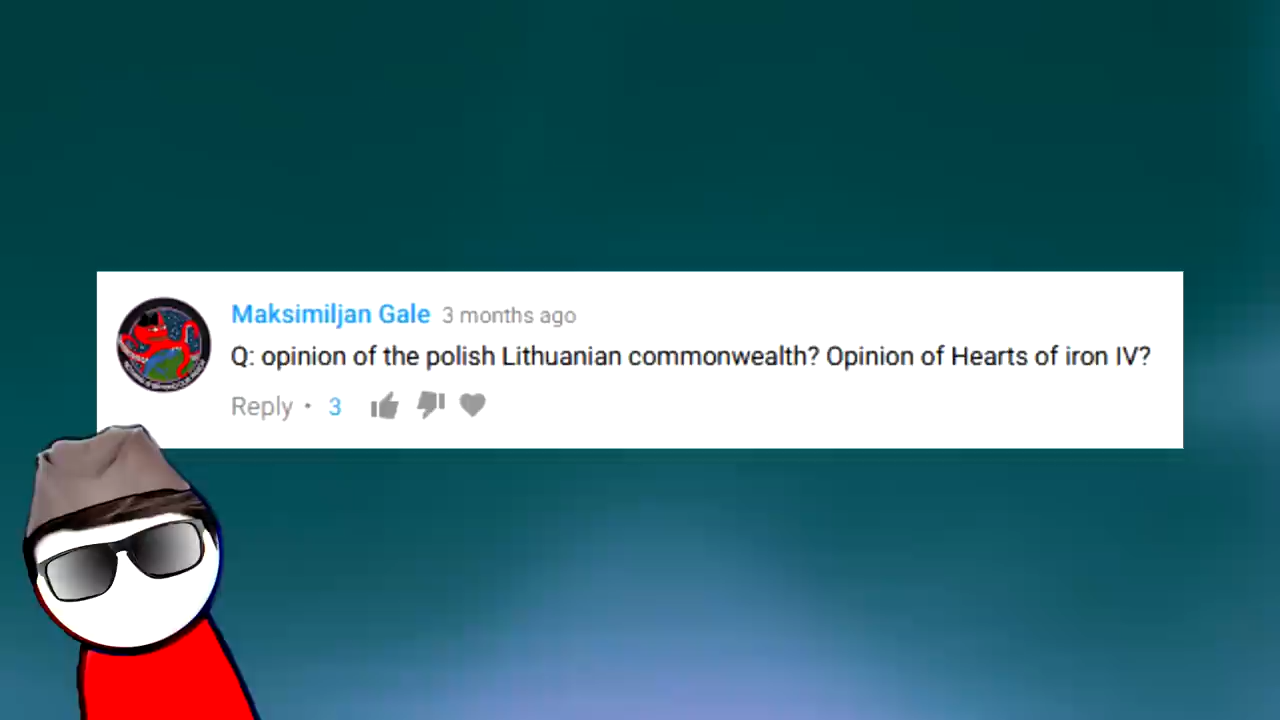 Maksimiljan Gale 3 months ago
Q: opinion of the polish Lithuanian commonwealth? Opinion of Hearts of iron IV?
Reply • 3